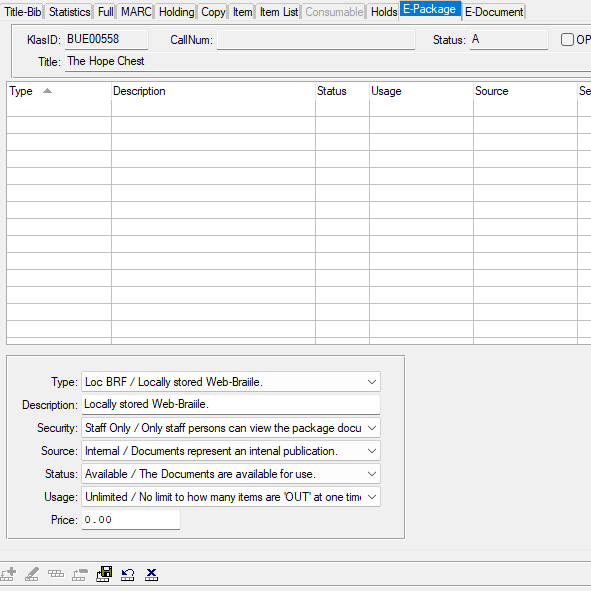 Title-Bib Statistics Full MARC Holding Copy Item Item List Consumable Holds E-Package E-Document
KlasID: BUE00558 CallNum: Status: A OP
Title: The Hope Chest
Type Description Status Usage Source Se
Type: Loc BRF / Locally stored Web-Braiile.
Description: Locally stored Web-Braiile.
Security: Staff Only / Only staff persons can view the package docu
Source: Internal / Documents represent an intenal publication.
Status: Available / The Documents are available for use.
Usage: Unlimited / No limit to how many items are 'OUT' at one time
Price: 0.00